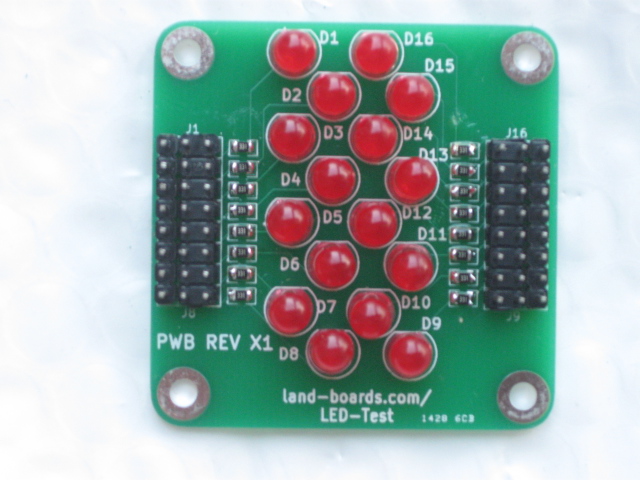 D1
D16
D15
D2
J1
D3
D14
J16
D13
D4
D5
D12
D11
D6
D7
D10
J8
J9
D9
PWB REV X1
D8
land-boards.com/
LED-Test
1420 6CB